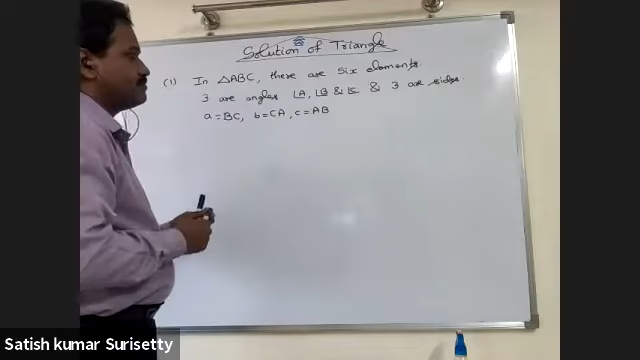 Solution of Triangle
(1) In △ABC, there are six elements.
3 are angles ∠A, ∠B & ∠C & 3 are sides.
a = BC, b = CA, c = AB
Satish kumar Surisetty